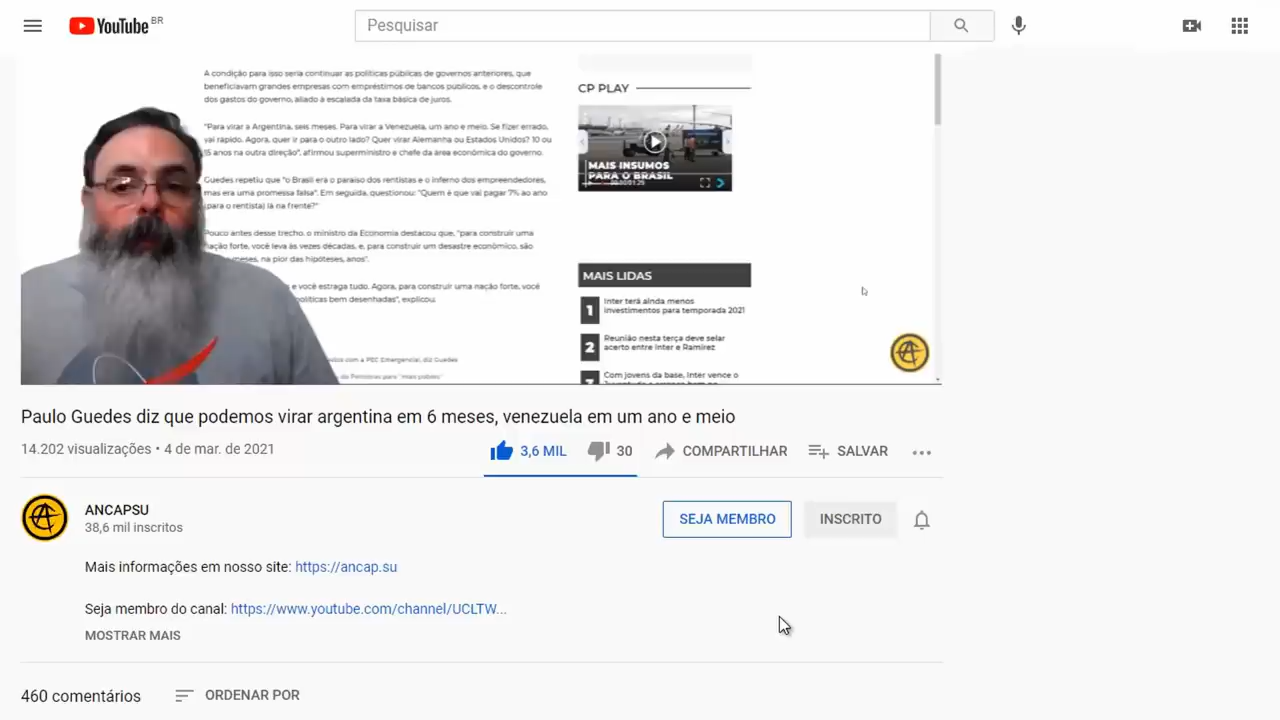 YouTube BR
Pesquisar
A condição para isso seria continuar as políticas públicas de governos anteriores, que
beneficiavam grandes empresas com empréstimos de bancos públicos, e o descontrole
dos gastos do governo, aliado à escalada da taxa básica de juros.
"Para virar a Argentina, seis meses. Para virar a Venezuela, um ano e meio. Se fizer errado,
vai rápido. Agora, quer ir para o outro lado? Quer virar Alemanha ou Estados Unidos? 10 ou
15 anos na outra direção", afirmou superministro e chefe da área econômica do governo.
Guedes repetiu que "o Brasil era o paraíso dos rentistas e o inferno dos empreendedores,
mas era uma promessa falsa". Em seguida, questionou: "Quem é que vai pagar 7% ao ano
(para o rentista) lá na frente?"
Pouco antes desse trecho, o ministro da Economia destacou que, "para construir uma
nação forte, você leva às vezes décadas, e, para construir um desastre econômico, são
meses, na pior das hipóteses, anos".
e você estraga tudo. Agora, para construir uma nação forte, você
políticas bem desenhadas", explicou.
com a PEC Emergencial, diz Guedes
CP PLAY
MAIS INSUMOS
PARA O BRASIL
MAIS LIDAS
1 Inter terá ainda menos
investimentos para temporada 2021
2 Reunião nesta terça deve selar
acerto entre Inter e Ramirez
Com jovens da base, Inter vence o
Paulo Guedes diz que podemos virar argentina em 6 meses, venezuela em um ano e meio
14.202 visualizações • 4 de mar. de 2021
3,6 MIL 30 COMPARTILHAR SALVAR
ANCAPSU
38,6 mil inscritos
SEJA MEMBRO INSCRITO
Mais informações em nosso site: https://ancap.su
Seja membro do canal: https://www.youtube.com/channel/UCLTW...
MOSTRAR MAIS
460 comentários ORDENAR POR